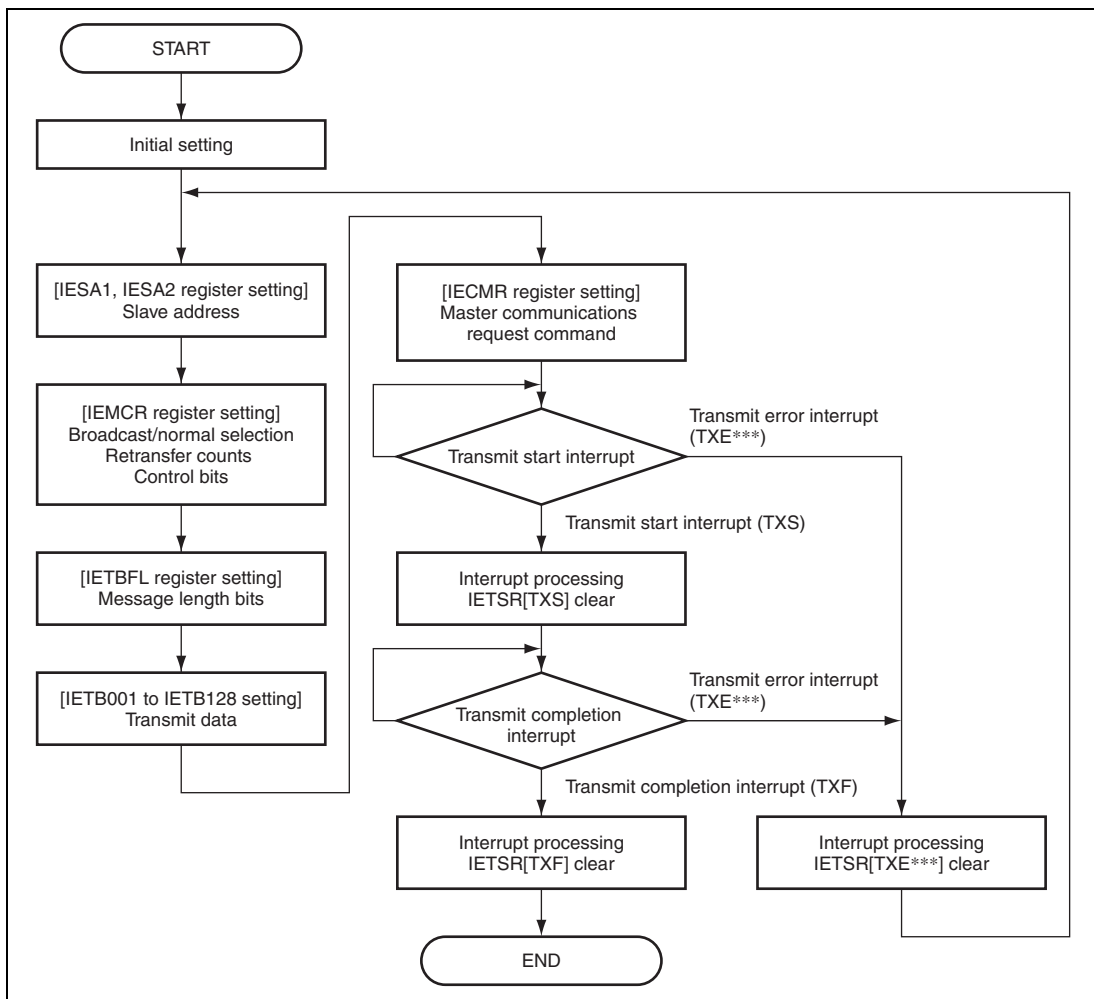 START
Initial setting
[IESA1, IESA2 register setting]
Slave address
[IEMCR register setting]
Broadcast/normal selection
Retransfer counts
Control bits
[IETBFL register setting]
Message length bits
[IETB001 to IETB128 setting]
Transmit data
[IECMR register setting]
Master communications
request command
Transmit start interrupt
Transmit error interrupt
(TXE***)
Transmit start interrupt (TXS)
Interrupt processing
IETSR[TXS] clear
Transmit completion
interrupt
Transmit error interrupt
(TXE***)
Transmit completion interrupt (TXF)
Interrupt processing
IETSR[TXF] clear
Interrupt processing
IETSR[TXE***] clear
END